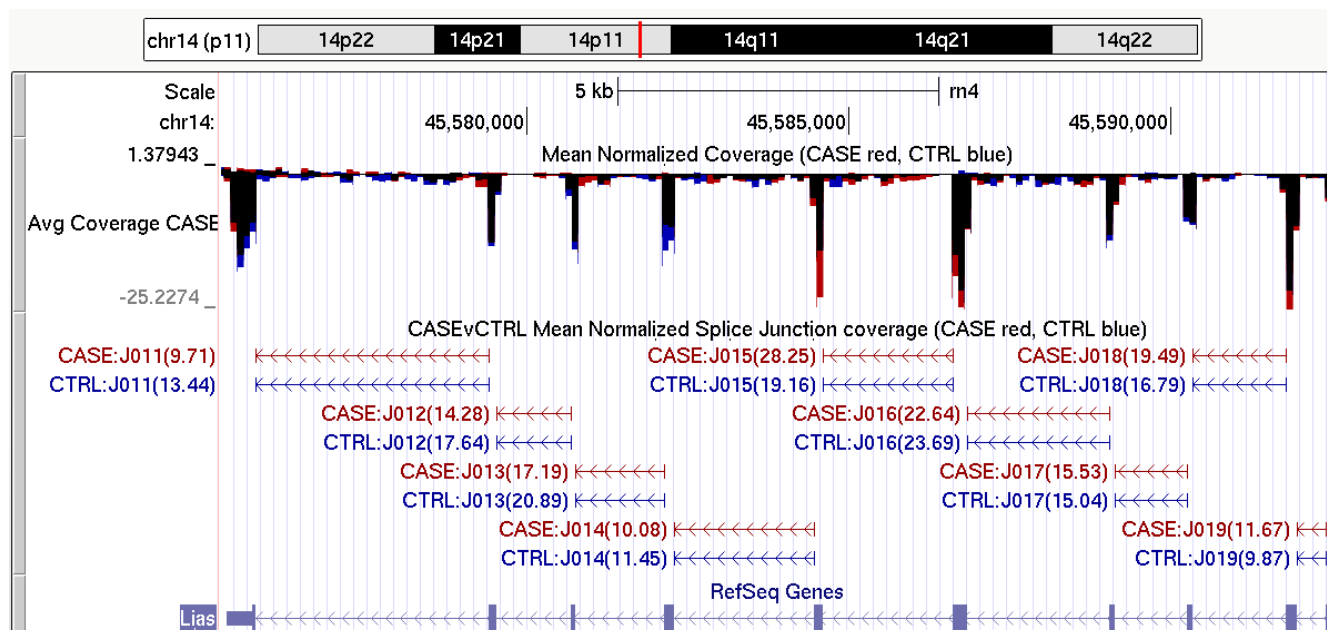 chr14 (p11) 14p22 14p21 14p11 14q11 14q21 14q22
Scale 5 kb rn4
chr14: 45,580,000 45,585,000 45,590,000
1.37943 _ Mean Normalized Coverage (CASE red, CTRL blue)
Avg Coverage CASE
-25.2274 _
CASEvCTRL Mean Normalized Splice Junction coverage (CASE red, CTRL blue)
CASE:J011(9.71) CASE:J015(28.25) CASE:J018(19.49)
CTRL:J011(13.44) CTRL:J015(19.16) CTRL:J018(16.79)
CASE:J012(14.28) CASE:J016(22.64)
CTRL:J012(17.64) CTRL:J016(23.69)
CASE:J013(17.19) CASE:J017(15.53)
CTRL:J013(20.89) CTRL:J017(15.04)
CASE:J014(10.08) CASE:J019(11.67)
CTRL:J014(11.45) CTRL:J019(9.87)
RefSeq Genes
Lias